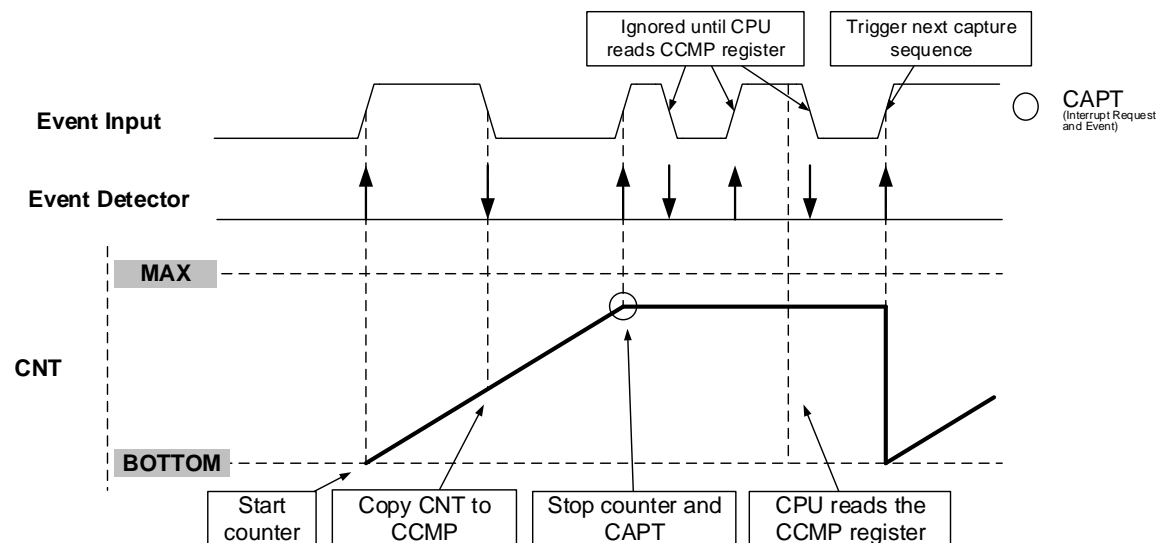 Ignored until CPU
reads CCMP register
Trigger next capture
sequence
Event Input
CAPT
(Interrupt Request
and Event)
Event Detector
MAX
CNT
BOTTOM
Start
counter
Copy CNT to
CCMP
Stop counter and
CAPT
CPU reads the
CCMP register